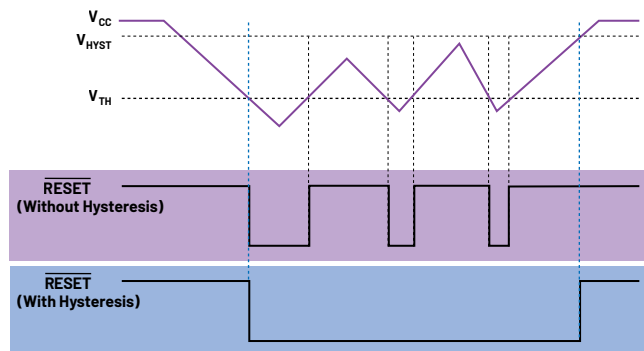 VCC
VHYST
VTH
RESET
(Without Hysteresis)
RESET
(With Hysteresis)